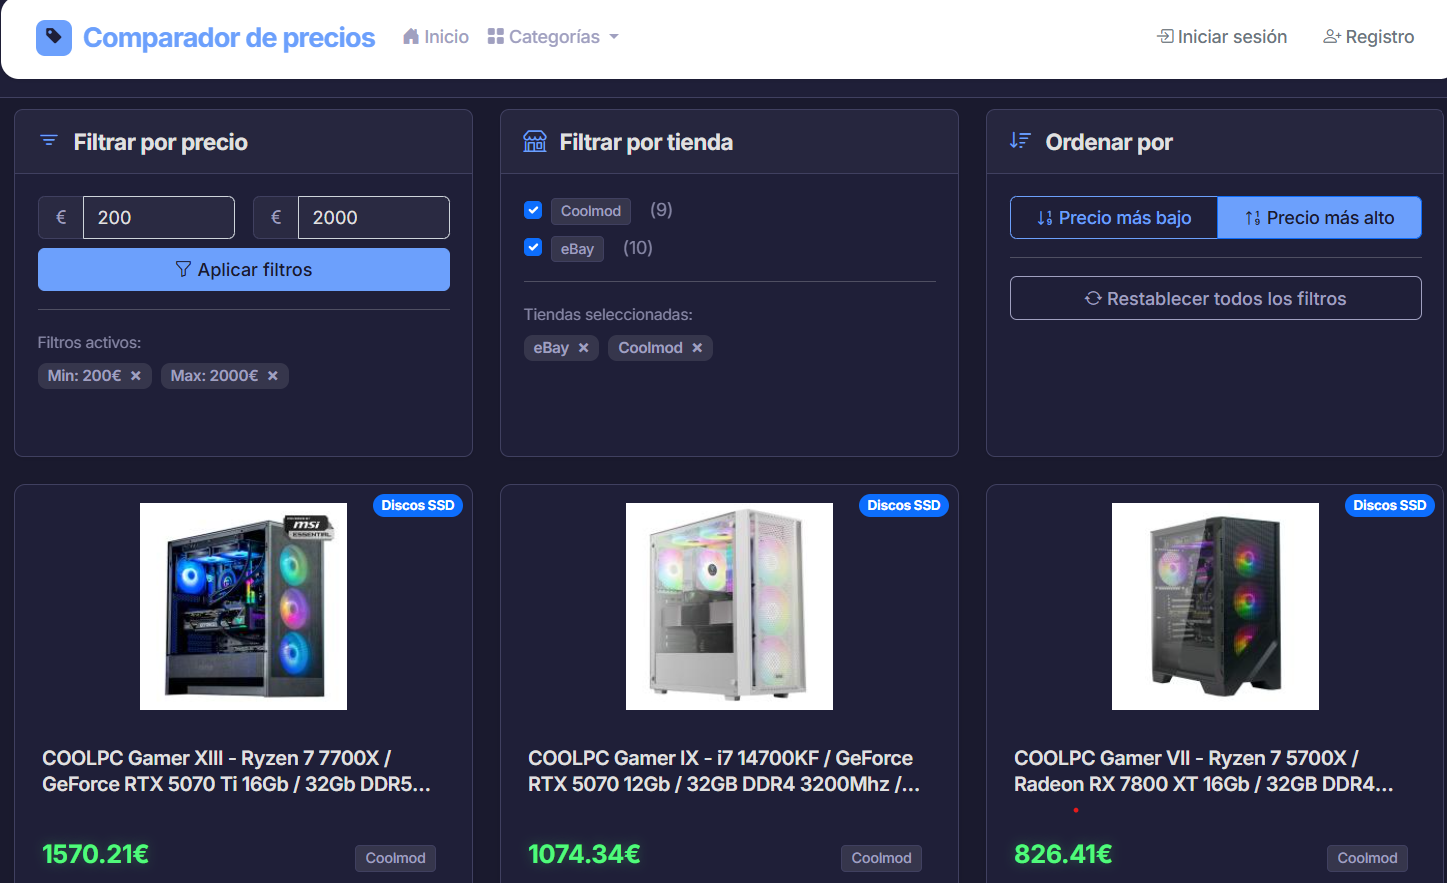 Comparador de precios
Inicio
Categorías
Iniciar sesión
Registro
Filtrar por precio
€ 200
€ 2000
Aplicar filtros
Filtros activos:
Min: 200€ ×
Max: 2000€ ×
Filtrar por tienda
Coolmod (9)
eBay (10)
Tiendas seleccionadas:
eBay ×
Coolmod ×
Ordenar por
Precio más bajo
Precio más alto
Restablecer todos los filtros
Discos SSD
msi
ESSENTIAL
COOLPC Gamer XIII - Ryzen 7 7700X /
GeForce RTX 5070 Ti 16Gb / 32Gb DDR5...
1570.21€
Coolmod
Discos SSD
COOLPC Gamer IX - i7 14700KF / GeForce
RTX 5070 12Gb / 32GB DDR4 3200Mhz /...
1074.34€
Coolmod
Discos SSD
COOLPC Gamer VII - Ryzen 7 5700X /
Radeon RX 7800 XT 16Gb / 32GB DDR4...
826.41€
Coolmod